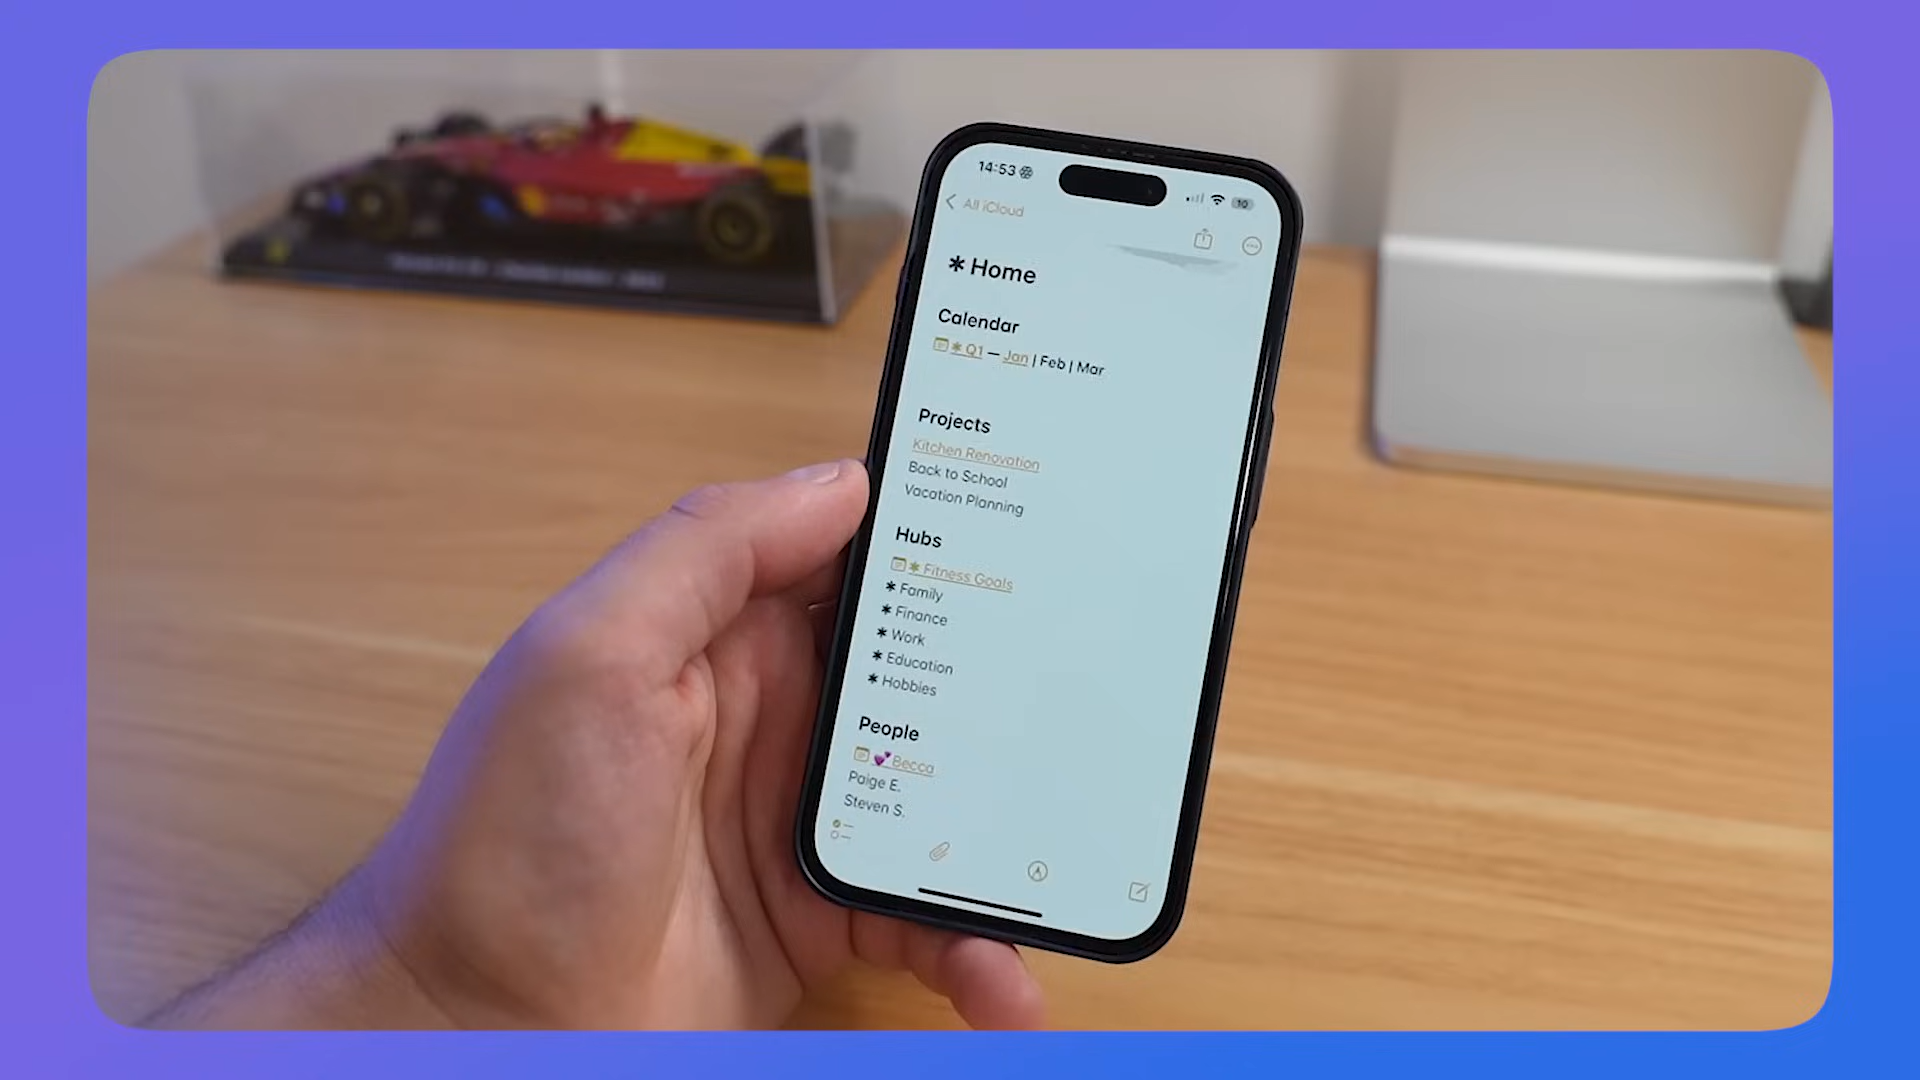 14:53
10
All iCloud
* Home
Calendar
* Q1 — Jan | Feb | Mar
Projects
Kitchen Renovation
Back to School
Vacation Planning
Hubs
* Fitness Goals
* Family
* Finance
* Work
* Education
* Hobbies
People
💕 Becca
Paige E.
Steven S.